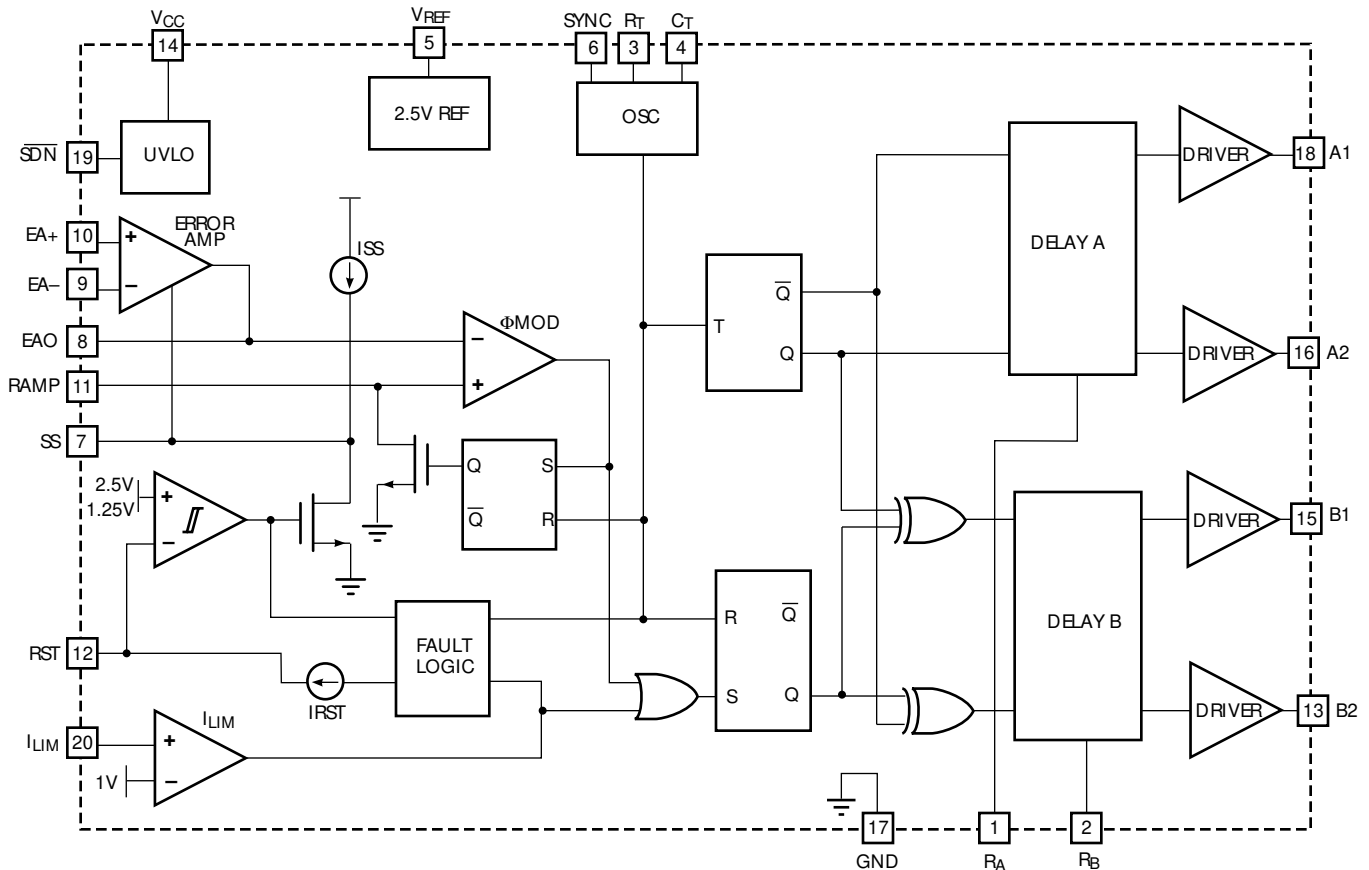 VCC
VREF
SYNC RT CT
14
5
6 3 4
2.5V REF
OSC
SDN 19
UVLO
DRIVER
18 A1
EA+ 10
ERROR
AMP
+
EA– 9
–
ISS
DELAY A
EAO 8
ΦMOD
–
+
T
Q
Q
DRIVER
16 A2
RAMP 11
SS 7
Q S
Q R
2.5V
1.25V
+
–
DRIVER
15 B1
DELAY B
RST 12
FAULT
LOGIC
R Q
S Q
IRST
ILIM 20
ILIM
+
1V
–
DRIVER
13 B2
17
1
2
GND
RA
RB